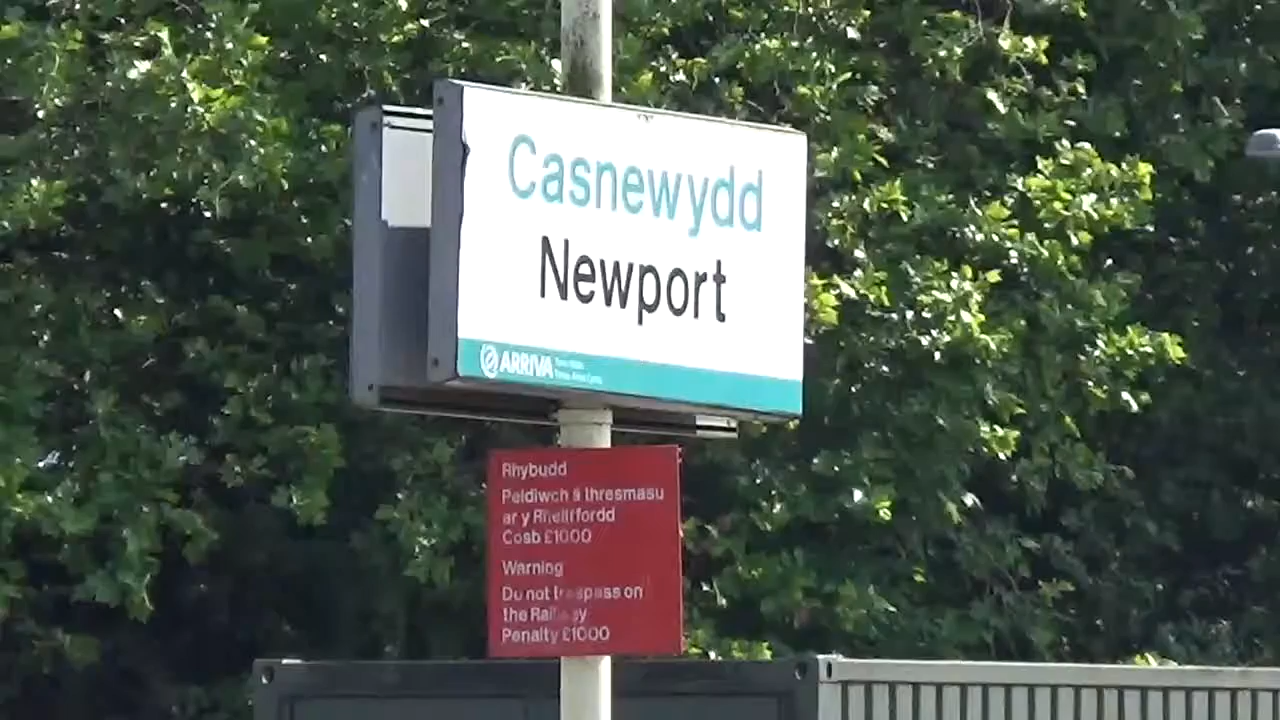 Casnewydd
Newport
ARRIVA
Rhybudd
Peidiwch â thresmasu
ar y Rheilffordd
Cosb £1000
Warning
Do not trespass on
the Railway
Penalty £1000